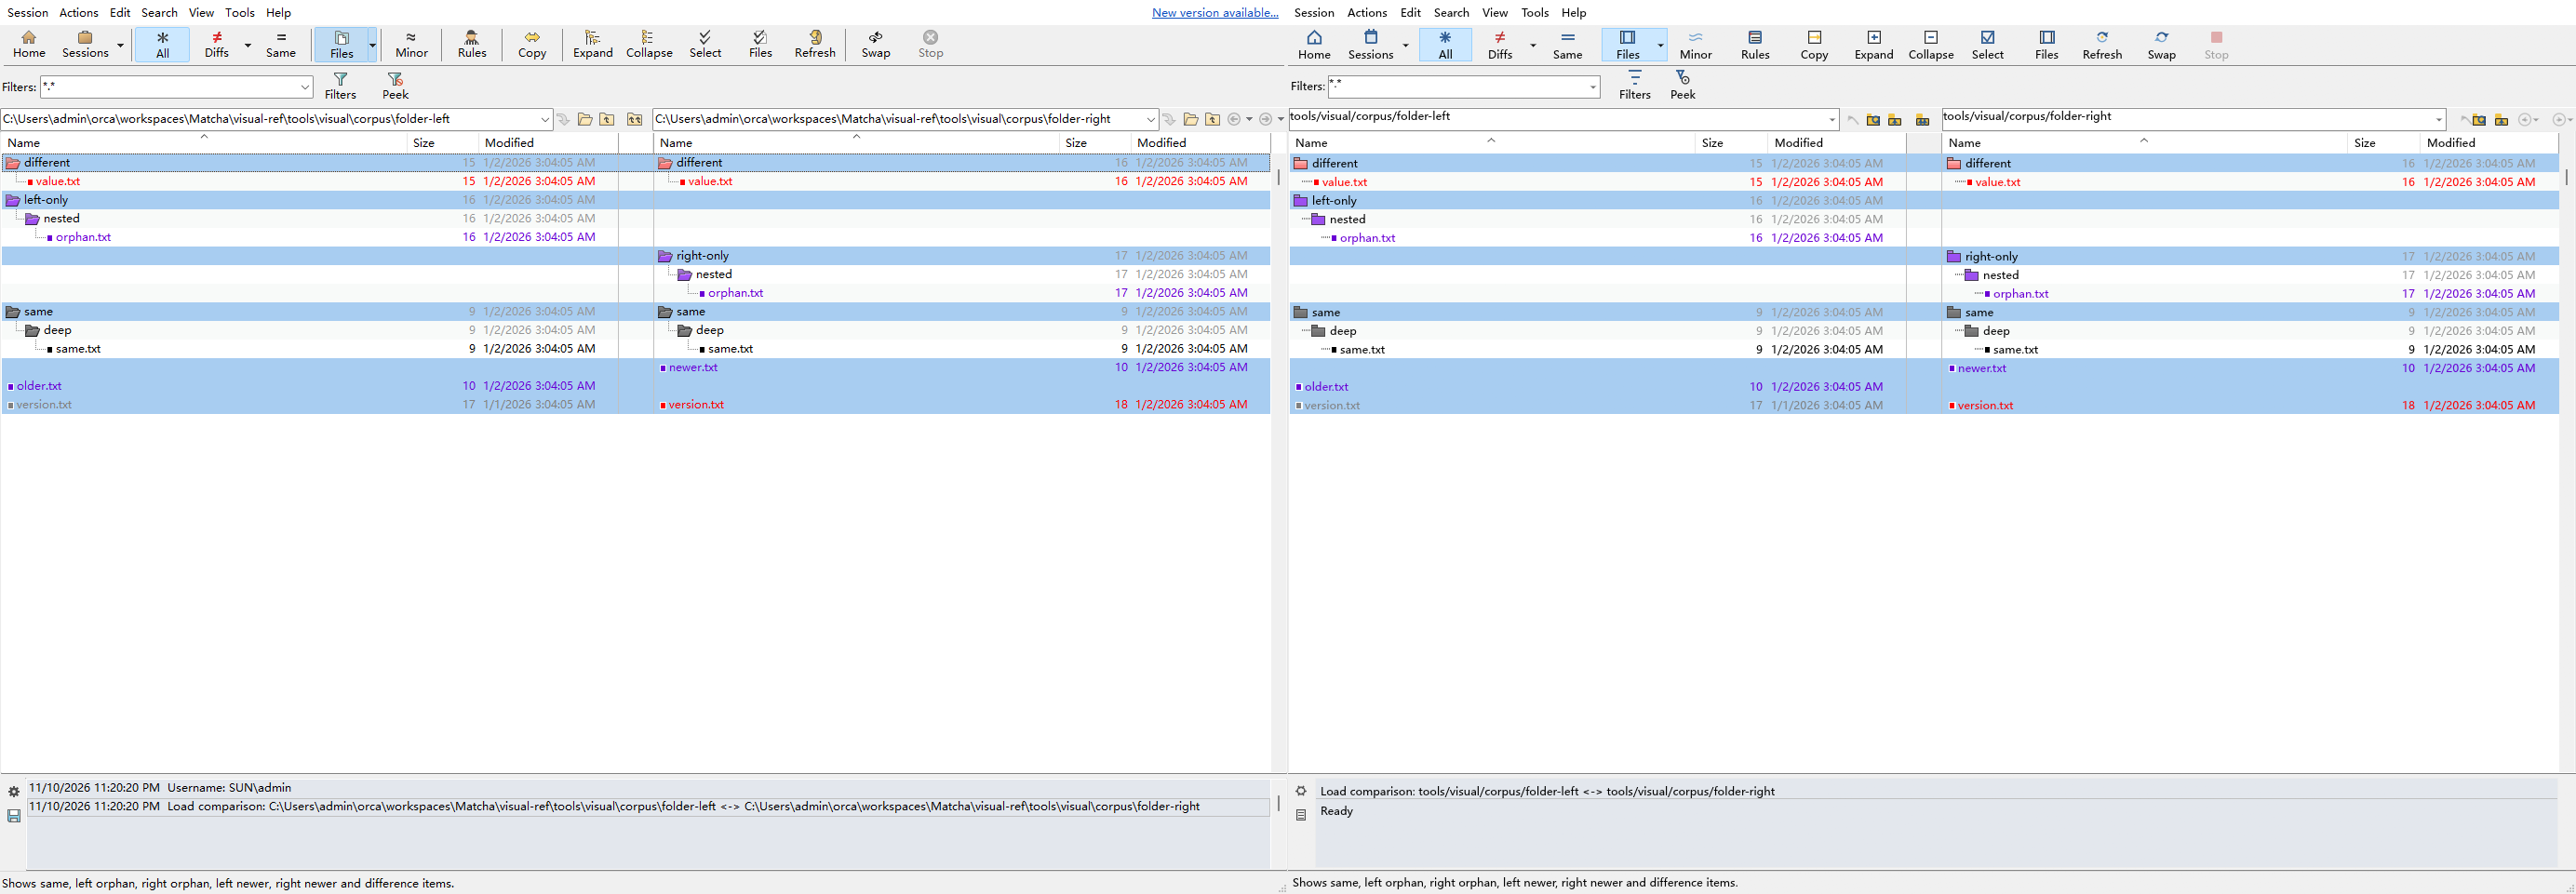 Session Actions Edit Search View Tools Help New version available...
Home Sessions All Diffs Same Files Minor Rules Copy Expand Collapse Select Files Refresh Swap Stop
Filters: *.* Filters Peek
C:\Users\admin\orca\workspaces\Matcha\visual-ref\tools\visual\corpus\folder-left C:\Users\admin\orca\workspaces\Matcha\visual-ref\tools\visual\corpus\folder-right
Name Size Modified Name Size Modified
different 15 1/2/2026 3:04:05 AM different 16 1/2/2026 3:04:05 AM
value.txt 15 1/2/2026 3:04:05 AM value.txt 16 1/2/2026 3:04:05 AM
left-only 16 1/2/2026 3:04:05 AM
nested 16 1/2/2026 3:04:05 AM
orphan.txt 16 1/2/2026 3:04:05 AM
right-only 17 1/2/2026 3:04:05 AM
nested 17 1/2/2026 3:04:05 AM
orphan.txt 17 1/2/2026 3:04:05 AM
same 9 1/2/2026 3:04:05 AM same 9 1/2/2026 3:04:05 AM
deep 9 1/2/2026 3:04:05 AM deep 9 1/2/2026 3:04:05 AM
same.txt 9 1/2/2026 3:04:05 AM same.txt 9 1/2/2026 3:04:05 AM
newer.txt 10 1/2/2026 3:04:05 AM
older.txt 10 1/2/2026 3:04:05 AM
version.txt 17 1/1/2026 3:04:05 AM version.txt 18 1/2/2026 3:04:05 AM
11/10/2026 11:20:20 PM Username: SUN\admin
11/10/2026 11:20:20 PM Load comparison: C:\Users\admin\orca\workspaces\Matcha\visual-ref\tools\visual\corpus\folder-left <-> C:\Users\admin\orca\workspaces\Matcha\visual-ref\tools\visual\corpus\folder-right
Shows same, left orphan, right orphan, left newer, right newer and difference items.
Session Actions Edit Search View Tools Help
Home Sessions All Diffs Same Files Minor Rules Copy Expand Collapse Select Files Refresh Swap Stop
Filters: *.* Filters Peek
tools/visual/corpus/folder-left tools/visual/corpus/folder-right
Name Size Modified Name Size Modified
different 15 1/2/2026 3:04:05 AM different 16 1/2/2026 3:04:05 AM
value.txt 15 1/2/2026 3:04:05 AM value.txt 16 1/2/2026 3:04:05 AM
left-only 16 1/2/2026 3:04:05 AM
nested 16 1/2/2026 3:04:05 AM
orphan.txt 16 1/2/2026 3:04:05 AM
right-only 17 1/2/2026 3:04:05 AM
nested 17 1/2/2026 3:04:05 AM
orphan.txt 17 1/2/2026 3:04:05 AM
same 9 1/2/2026 3:04:05 AM same 9 1/2/2026 3:04:05 AM
deep 9 1/2/2026 3:04:05 AM deep 9 1/2/2026 3:04:05 AM
same.txt 9 1/2/2026 3:04:05 AM same.txt 9 1/2/2026 3:04:05 AM
newer.txt 10 1/2/2026 3:04:05 AM
older.txt 10 1/2/2026 3:04:05 AM
version.txt 17 1/1/2026 3:04:05 AM version.txt 18 1/2/2026 3:04:05 AM
Load comparison: tools/visual/corpus/folder-left <-> tools/visual/corpus/folder-right
Ready
Shows same, left orphan, right orphan, left newer, right newer and difference items.